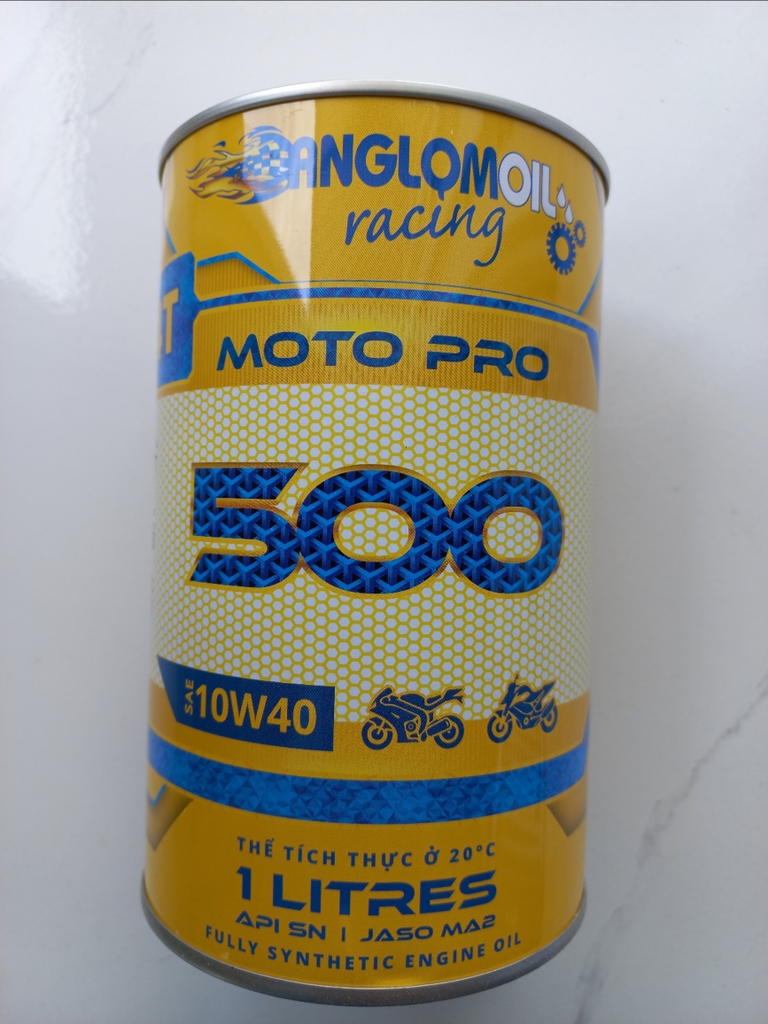 ANGLOMOIL
racing
T
MOTO PRO
500
SAE 10W40
THỂ TÍCH THỰC Ở 20°C
1 LITRES
API SN | JASO MA2
FULLY SYNTHETIC ENGINE OIL